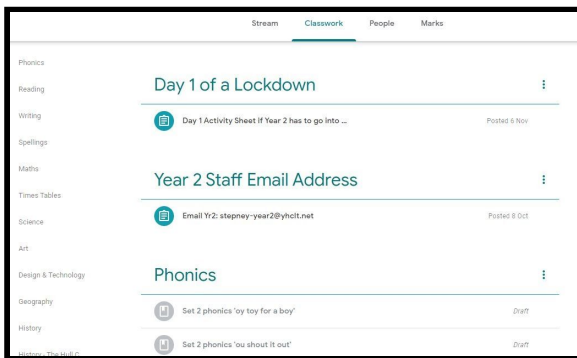 Stream Classwork People Marks
Phonics
Reading
Writing
Spellings
Maths
Times Tables
Science
Art
Design & Technology
Geography
History
History - The Hull C
Day 1 of a Lockdown
Day 1 Activity Sheet if Year 2 has to go into ... Posted 6 Nov
Year 2 Staff Email Address
Email Yr2: stepney-year2@yhclt.net Posted 8 Oct
Phonics
Set 2 phonics 'oy toy for a boy' Draft
Set 2 phonics 'ou shout it out' Draft